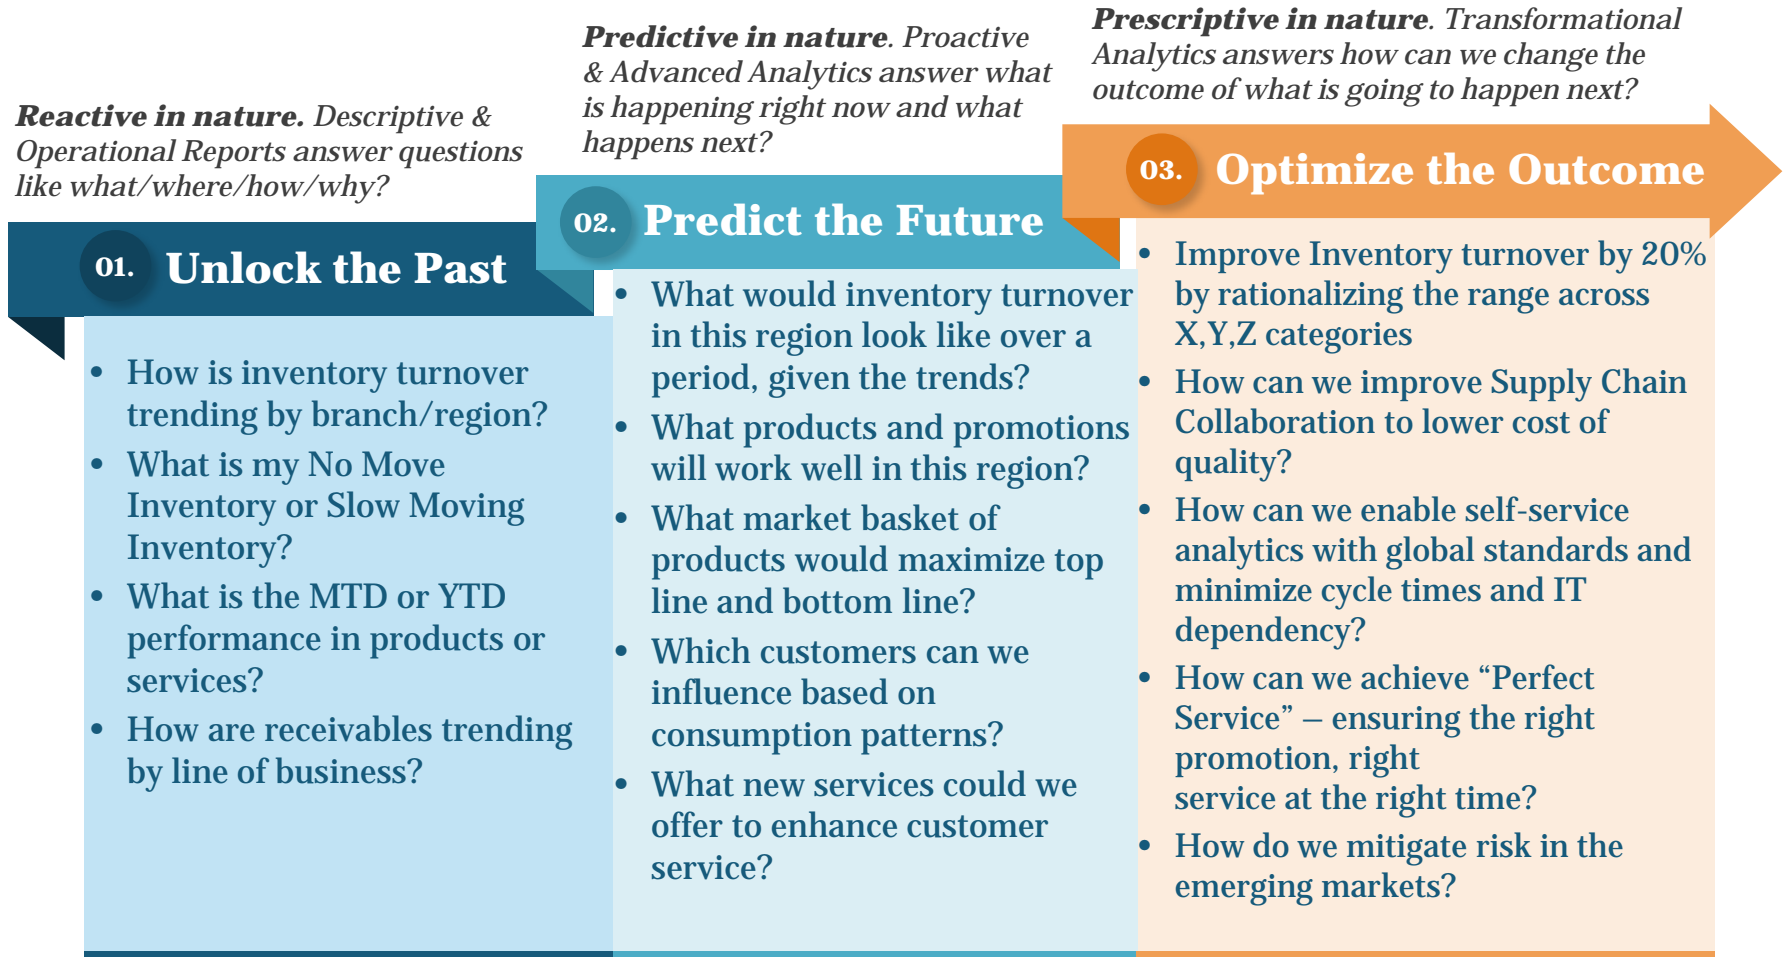 Reactive in nature. Descriptive &
Operational Reports answer questions
like what/where/how/why?
01. Unlock the Past
• How is inventory turnover
trending by branch/region?
• What is my No Move
Inventory or Slow Moving
Inventory?
• What is the MTD or YTD
performance in products or
services?
• How are receivables trending
by line of business?
Predictive in nature. Proactive
& Advanced Analytics answer what
is happening right now and what
happens next?
02. Predict the Future
• What would inventory turnover
in this region look like over a
period, given the trends?
• What products and promotions
will work well in this region?
• What market basket of
products would maximize top
line and bottom line?
• Which customers can we
influence based on
consumption patterns?
• What new services could we
offer to enhance customer
service?
Prescriptive in nature. Transformational
Analytics answers how can we change the
outcome of what is going to happen next?
03. Optimize the Outcome
• Improve Inventory turnover by 20%
by rationalizing the range across
X,Y,Z categories
• How can we improve Supply Chain
Collaboration to lower cost of
quality?
• How can we enable self-service
analytics with global standards and
minimize cycle times and IT
dependency?
• How can we achieve “Perfect
Service” – ensuring the right
promotion, right
service at the right time?
• How do we mitigate risk in the
emerging markets?